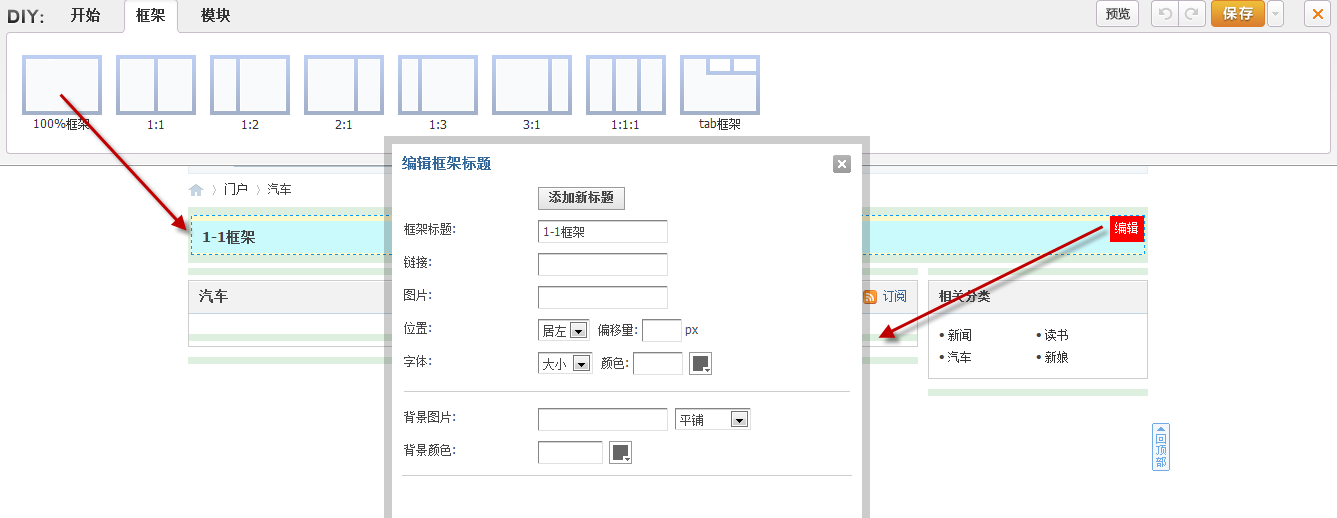 DIY: 开始 框架 模块 预览 保存
100%框架 1:1 1:2 2:1 1:3 3:1 1:1:1 tab框架
编辑框架标题
门户 汽车
添加新标题
框架标题: 1-1框架
1-1框架 编辑
链接:
图片:
汽车 订阅 相关分类
位置: 居左 偏移量: px
• 新闻 • 读书
字体: 大小 颜色:
• 汽车 • 新娘
背景图片: 平铺
背景颜色:
回顶部